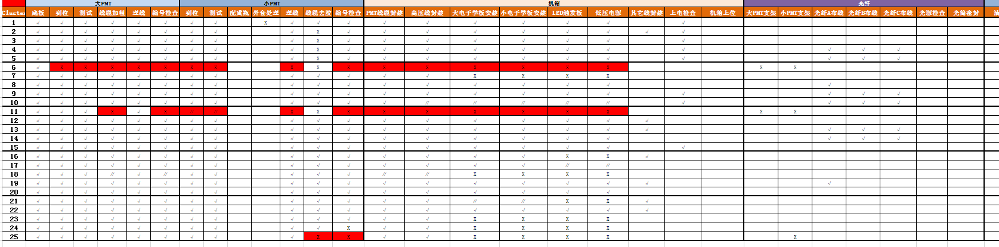 大PMT 小PMT 机箱 光纤
Cluster 底板 到位 测试 线缆加粗 理线 编号检查 到位 测试 配重瓶 外套处理 理线 线缆去胶 编号检查 PMT线缆封装 高压线封装 大电子学板安装 小电子学板安装 LED触发板 低压电源 其它线封装 上电检查 机箱上位 大PMT支架 小PMT支架 光纤A布线 光纤B布线 光纤C布线 光源检查 光筒密封
1 √ √ √ √ √ √ √ √ X √ √ √ √ √ √ √ √ √ √
2 √ √ √ √ √ √ √ √ √ X √ √ √ √ √ √ √ √ √
3 √ √ √ √ √ √ √ √ √ X √ √ √ √ √ √ √ √
4 √ √ √ √ √ √ √ √ √ X √ √ √ √ √ √ √ √ √ √ √
5 √ √ √ √ √ √ √ √ √ X √ √ √ √ √ √ √ √ √ √ √
6 √ X X X X X X X X X X X X X X X X X X
7 √ √ √ √ √ √ √ √ √ √ √ √ √ X X X X
8 √ √ √ √ √ √ √ √ √ √ √ √ √ √ √ √ √ √
9 √ √ √ √ √ √ √ √ √ √ √ √ √ √ √ √ √ √ √ √ √
10 √ √ √ √ √ √ √ √ √ √ √ √ // // // // // √ √ √ √
11 √ √ √ X √ X // // X X X X X X X X X X X
12 √ √ √ √ √ √ √ √ √ √ √ √ √ √ √ √ √ √
13 √ √ √ √ √ √ √ √ √ √ √ √ √ √ √ √ √ √ √ √ √
14 √ √ √ √ √ √ √ √ √ √ √ √ √ √ √ √ √ √ √ √
15 √ √ √ √ √ √ √ √ √ √ √ √ √ √ √ √ √ √
16 √ √ √ √ √ √ √ √ √ √ √ √ √ √ √ X X √
17 √ √ √ √ √ √ √ √ √ √ √ √ √ √ √ // //
18 √ √ √ // √ // √ √ √ √ √ // // X X X X
19 √ √ √ √ √ √ √ √ √ √ √ √ √ √ √ √ √ √ √
20 √ √ √ √ √ √ √ √ √ √ √ √ √ √ √ √ √
21 √ √ √ √ √ √ √ √ √ √ √ √ √ // // X X √
22 √ √ √ √ √ √ √ √ √ √ √ √ √ √ √ √ √ √
23 √ √ √ √ √ √ √ √ √ √ √ √ √ X X X X
24 √ √ √ √ √ √ √ √ √ √ X √ √ X X X X
25 √ √ √ √ √ √ √ √ √ X X √ √ X X X X X